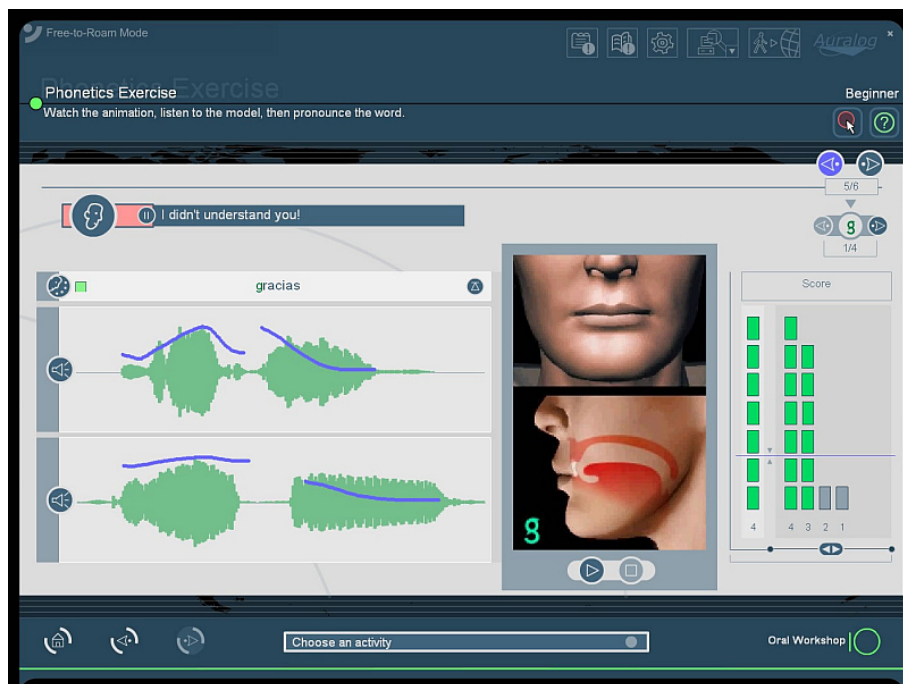 Free-to-Roam Mode
Auralog
Phonetics Exercise
Phonetics Exercise
Beginner
Watch the animation, listen to the model, then pronounce the word.
5/6
I didn't understand you!
g
1/4
gracias
Score
g
4 4 3 2 1
Choose an activity
Oral Workshop